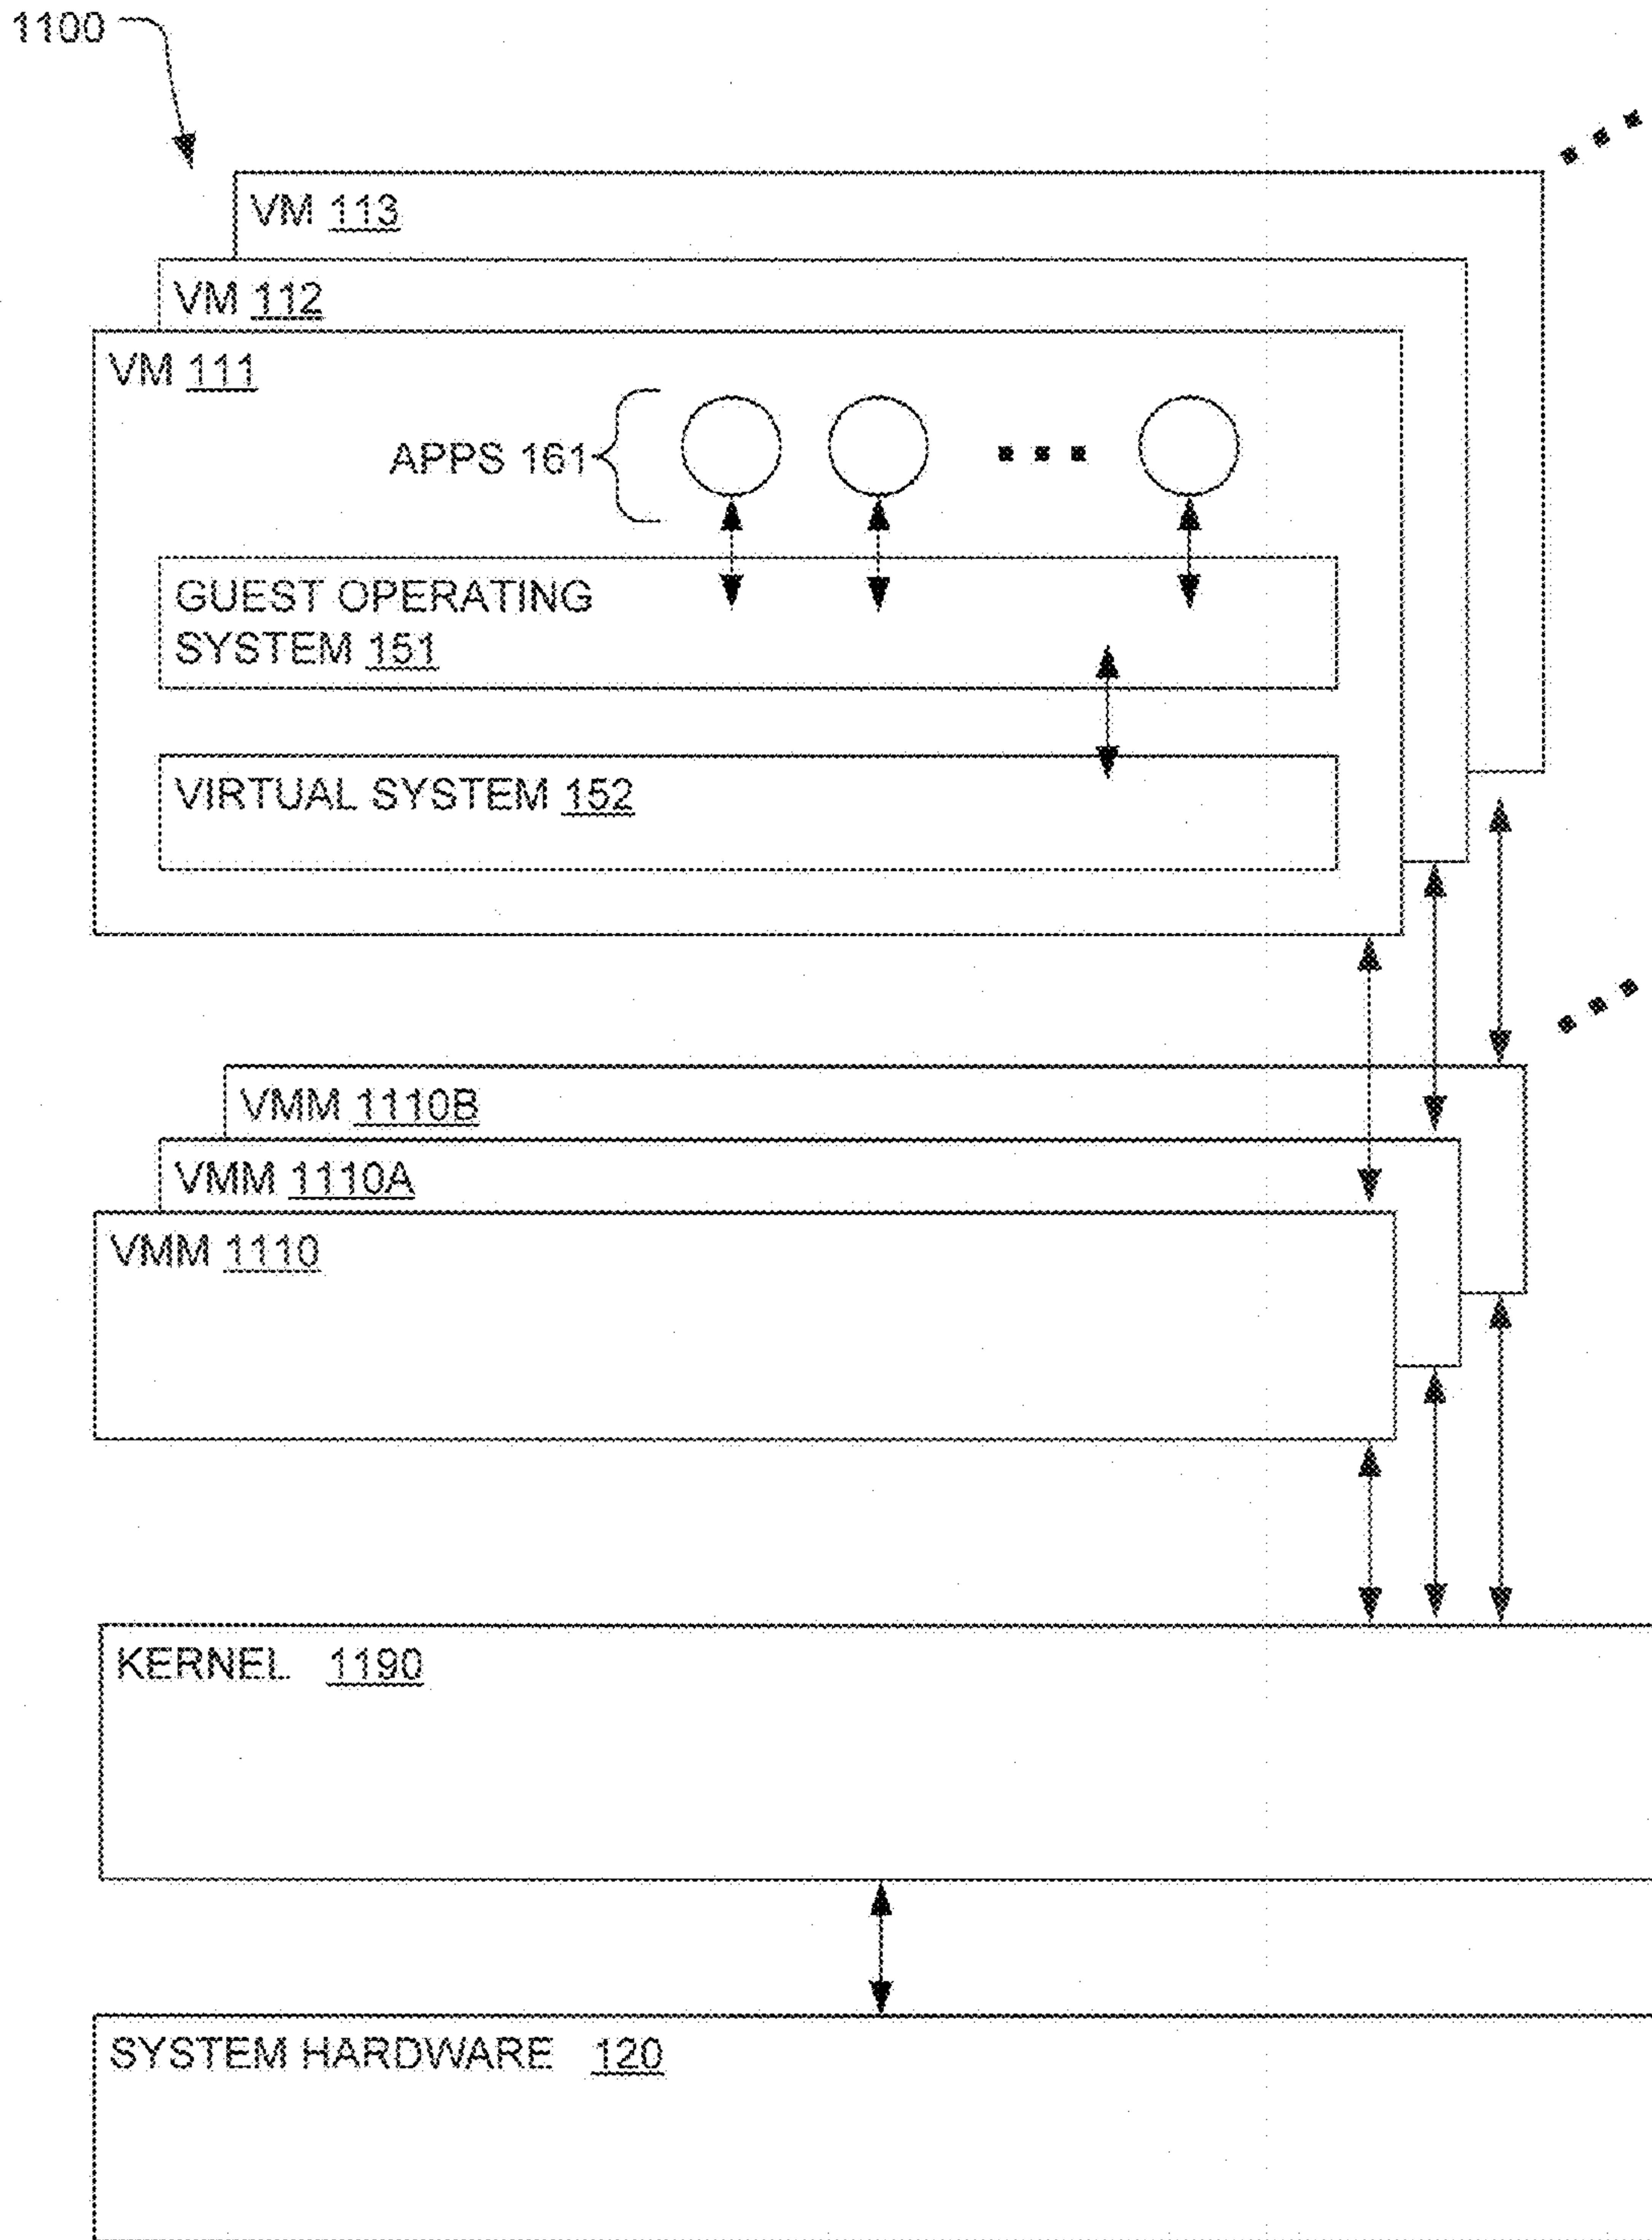 1100
VM 113
VM 112
VM 111
APPS 161
GUEST OPERATING
SYSTEM 151
VIRTUAL SYSTEM 152
VMM 1110B
VMM 1110A
VMM 1110
KERNEL 1190
SYSTEM HARDWARE 120